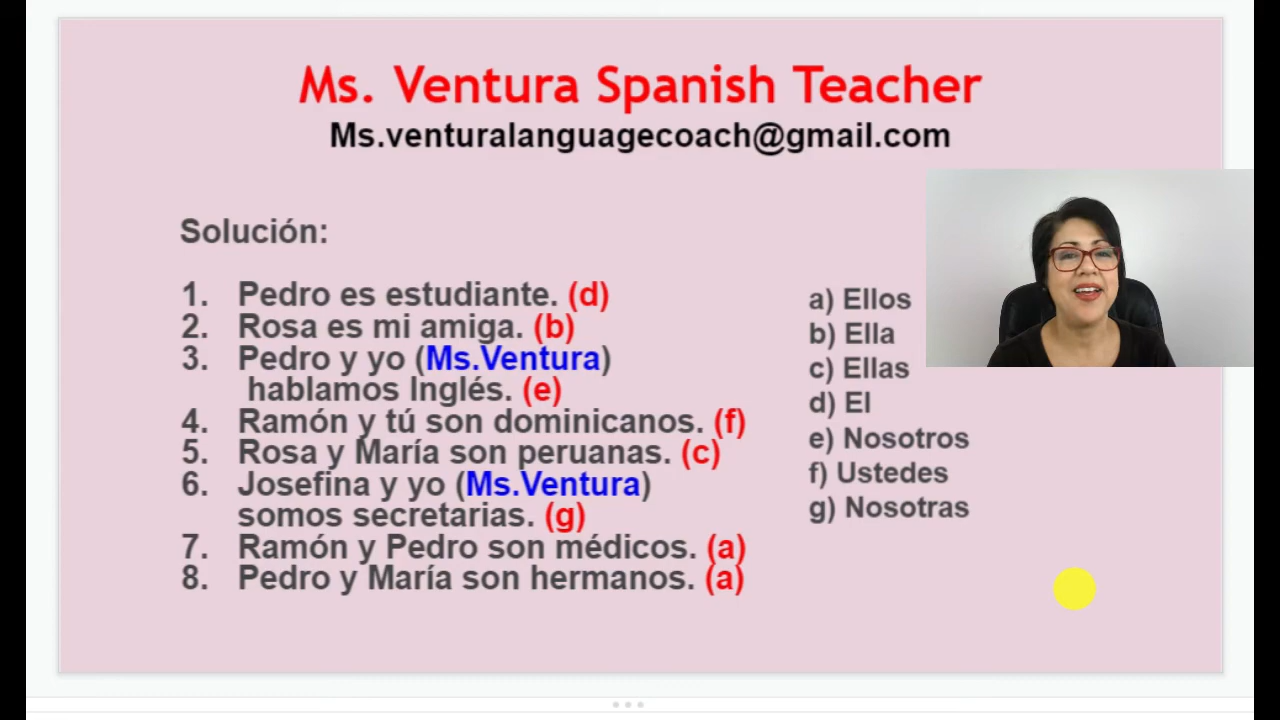 Ms. Ventura Spanish Teacher
Ms.venturalanguagecoach@gmail.com
Solución:
1. Pedro es estudiante. (d)
2. Rosa es mi amiga. (b)
3. Pedro y yo (Ms.Ventura)
hablamos Inglés. (e)
4. Ramón y tú son dominicanos. (f)
5. Rosa y María son peruanas. (c)
6. Josefina y yo (Ms.Ventura)
somos secretarias. (g)
7. Ramón y Pedro son médicos. (a)
8. Pedro y María son hermanos. (a)
a) Ellos
b) Ella
c) Ellas
d) El
e) Nosotros
f) Ustedes
g) Nosotras